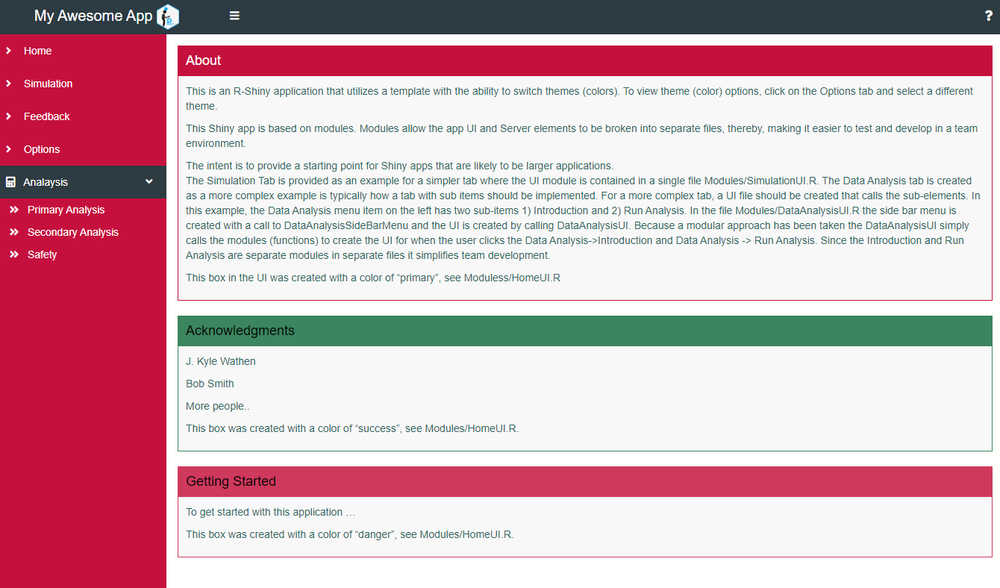 My Awesome App
?
Home
Simulation
Feedback
Options
Analaysis
Primary Analysis
Secondary Analysis
Safety
About
This is an R-Shiny application that utilizes a template with the ability to switch themes (colors). To view theme (color) options, click on the Options tab and select a different
theme.
This Shiny app is based on modules. Modules allow the app UI and Server elements to be broken into separate files, thereby, making it easier to test and develop in a team
environment.
The intent is to provide a starting point for Shiny apps that are likely to be larger applications.
The Simulation Tab is provided as an example for a simpler tab where the UI module is contained in a single file Modules/SimulationUI.R. The Data Analysis tab is created
as a more complex example is typically how a tab with sub items should be implemented. For a more complex tab, a UI file should be created that calls the sub-elements. In
this example, the Data Analysis menu item on the left has two sub-items 1) Introduction and 2) Run Analysis. In the file Modules/DataAnalysisUI.R the side bar menu is
created with a call to DataAnalysisSideBarMenu and the UI is created by calling DataAnalysisUI. Because a modular approach has been taken the DataAnalysisUI simply
calls the modules (functions) to create the UI for when the user clicks the Data Analysis->Introduction and Data Analysis -> Run Analysis. Since the Introduction and Run
Analysis are separate modules in separate files it simplifies team development.
This box in the UI was created with a color of “primary”, see Moduless/HomeUI.R
Acknowledgments
J. Kyle Wathen
Bob Smith
More people..
This box was created with a color of “success”, see Modules/HomeUI.R.
Getting Started
To get started with this application …
This box was created with a color of “danger”, see Modules/HomeUI.R.